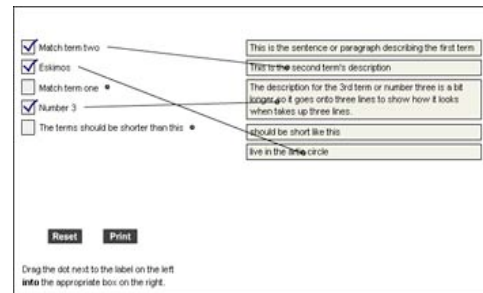 Match term two
Eskimos
Match term one
Number 3
The terms should be shorter than this
This is the sentence or paragraph describing the first term
This is the second term's description
The description for the 3rd term or number three is a bit
longer so it goes onto three lines to show how it looks
when takes up three lines.
should be short like this
live in the artic circle
Reset
Print
Drag the dot next to the label on the left
into the appropriate box on the right.